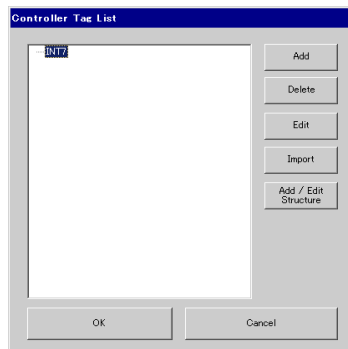 Controller Tag List
INT7
Add
Delete
Edit
Import
Add / Edit
Structure
OK
Cancel